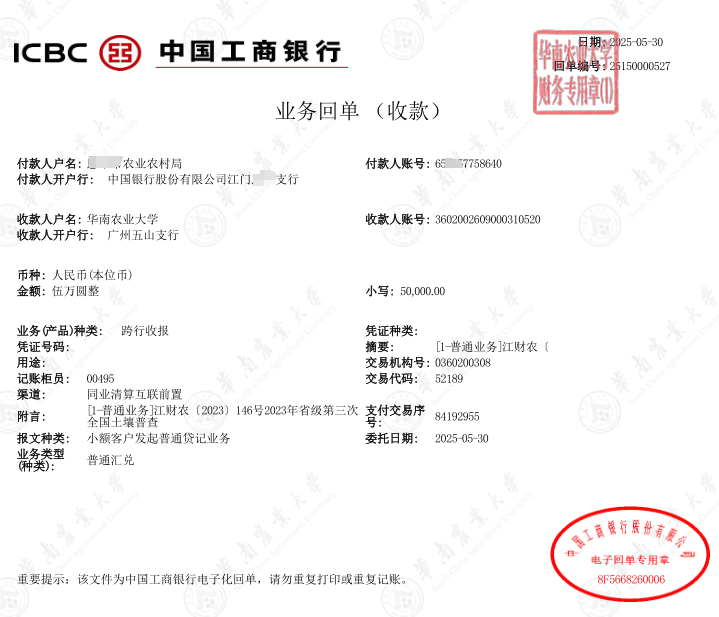 ICBC 中国工商银行
日期: 2025-05-30
回单编号: 25150000527
华南农业大学
财务专用章(1)
业务回单 （收款）
付款人户名: 农业农村局 付款人账号: 65 7758640
付款人开户行: 中国银行股份有限公司江门 支行
收款人户名: 华南农业大学 收款人账号: 3602002609000310520
收款人开户行: 广州五山支行
币种: 人民币(本位币)
金额: 伍万圆整 小写: 50,000.00
业务(产品)种类: 跨行收报 凭证种类:
凭证号码: 摘要: [1-普通业务]江财农〔
用途: 交易机构号: 0360200308
记账柜员: 00495 交易代码: 52189
渠道: 同业清算互联前置
附言: [1-普通业务]江财农〔2023〕146号2023年省级第三次全国土壤普查 支付交易序号: 84192955
报文种类: 小额客户发起普通贷记业务 委托日期: 2025-05-30
业务类型(种类): 普通汇兑
中国工商银行股份有限公司
电子回单专用章
8F5668260006
重要提示: 该文件为中国工商银行电子化回单, 请勿重复打印或重复记账。
华南农业大学
South China Agricultural University